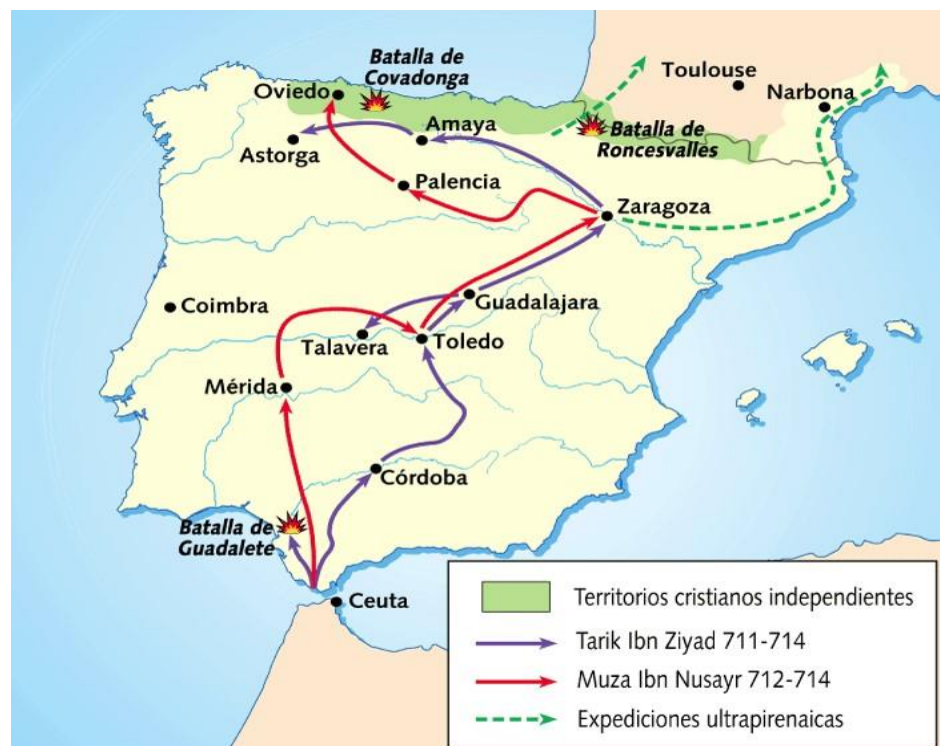 Batalla de
Covadonga
Toulouse
Oviedo
Narbona
Amaya
Batalla de
Roncesvalles
Astorga
Palencia
Zaragoza
Coimbra
Guadalajara
Talavera
Toledo
Mérida
Córdoba
Batalla de
Guadalete
Ceuta
Territorios cristianos independientes
Tarik Ibn Ziyad 711-714
Muza Ibn Nusayr 712-714
Expediciones ultrapirenaicas